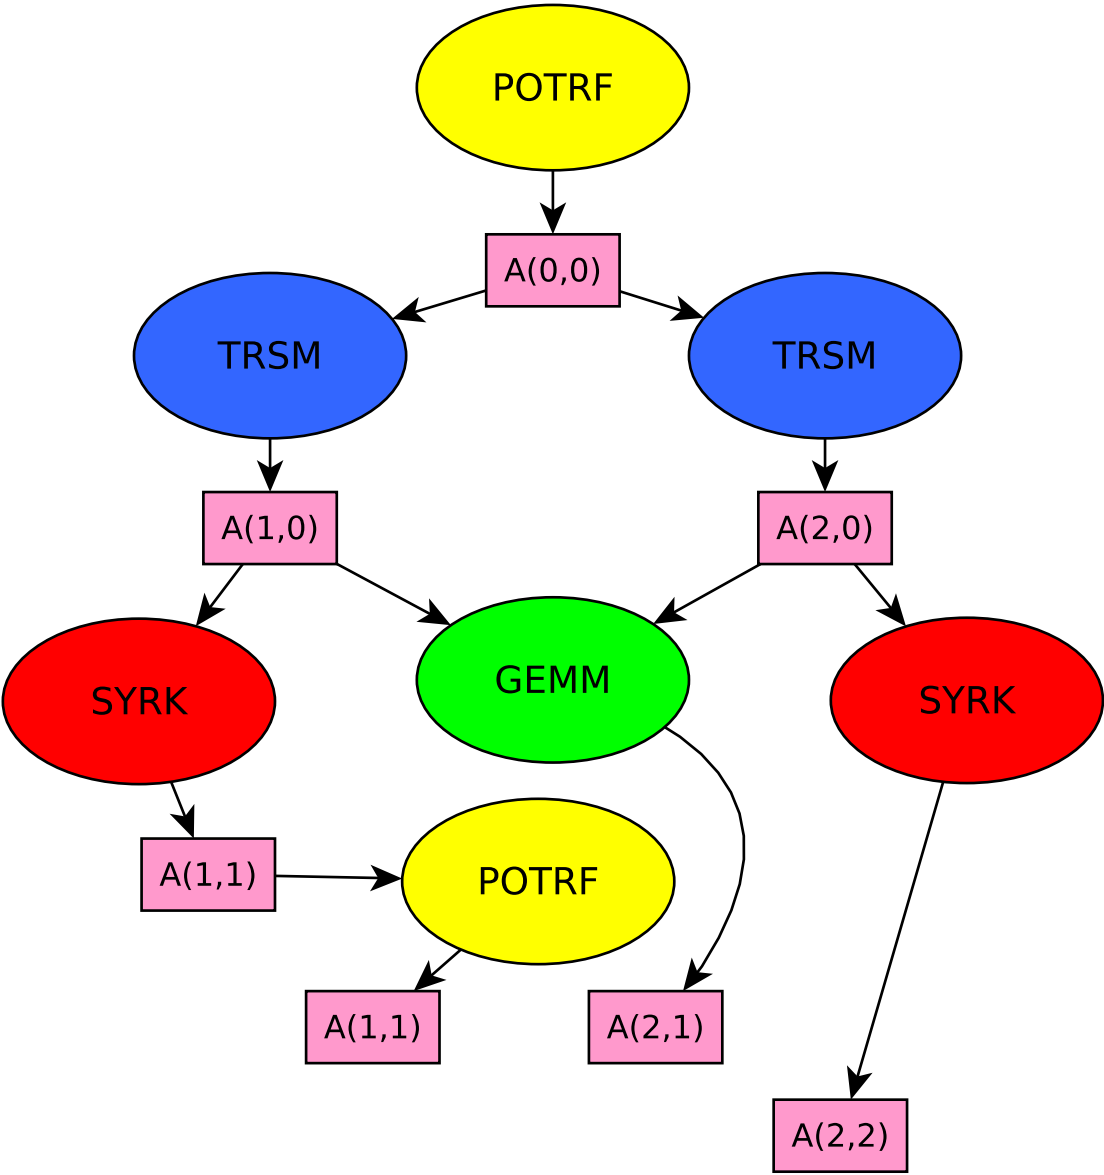 POTRF
A(0,0)
TRSM
TRSM
A(1,0)
A(2,0)
SYRK
GEMM
SYRK
A(1,1)
POTRF
A(1,1)
A(2,1)
A(2,2)